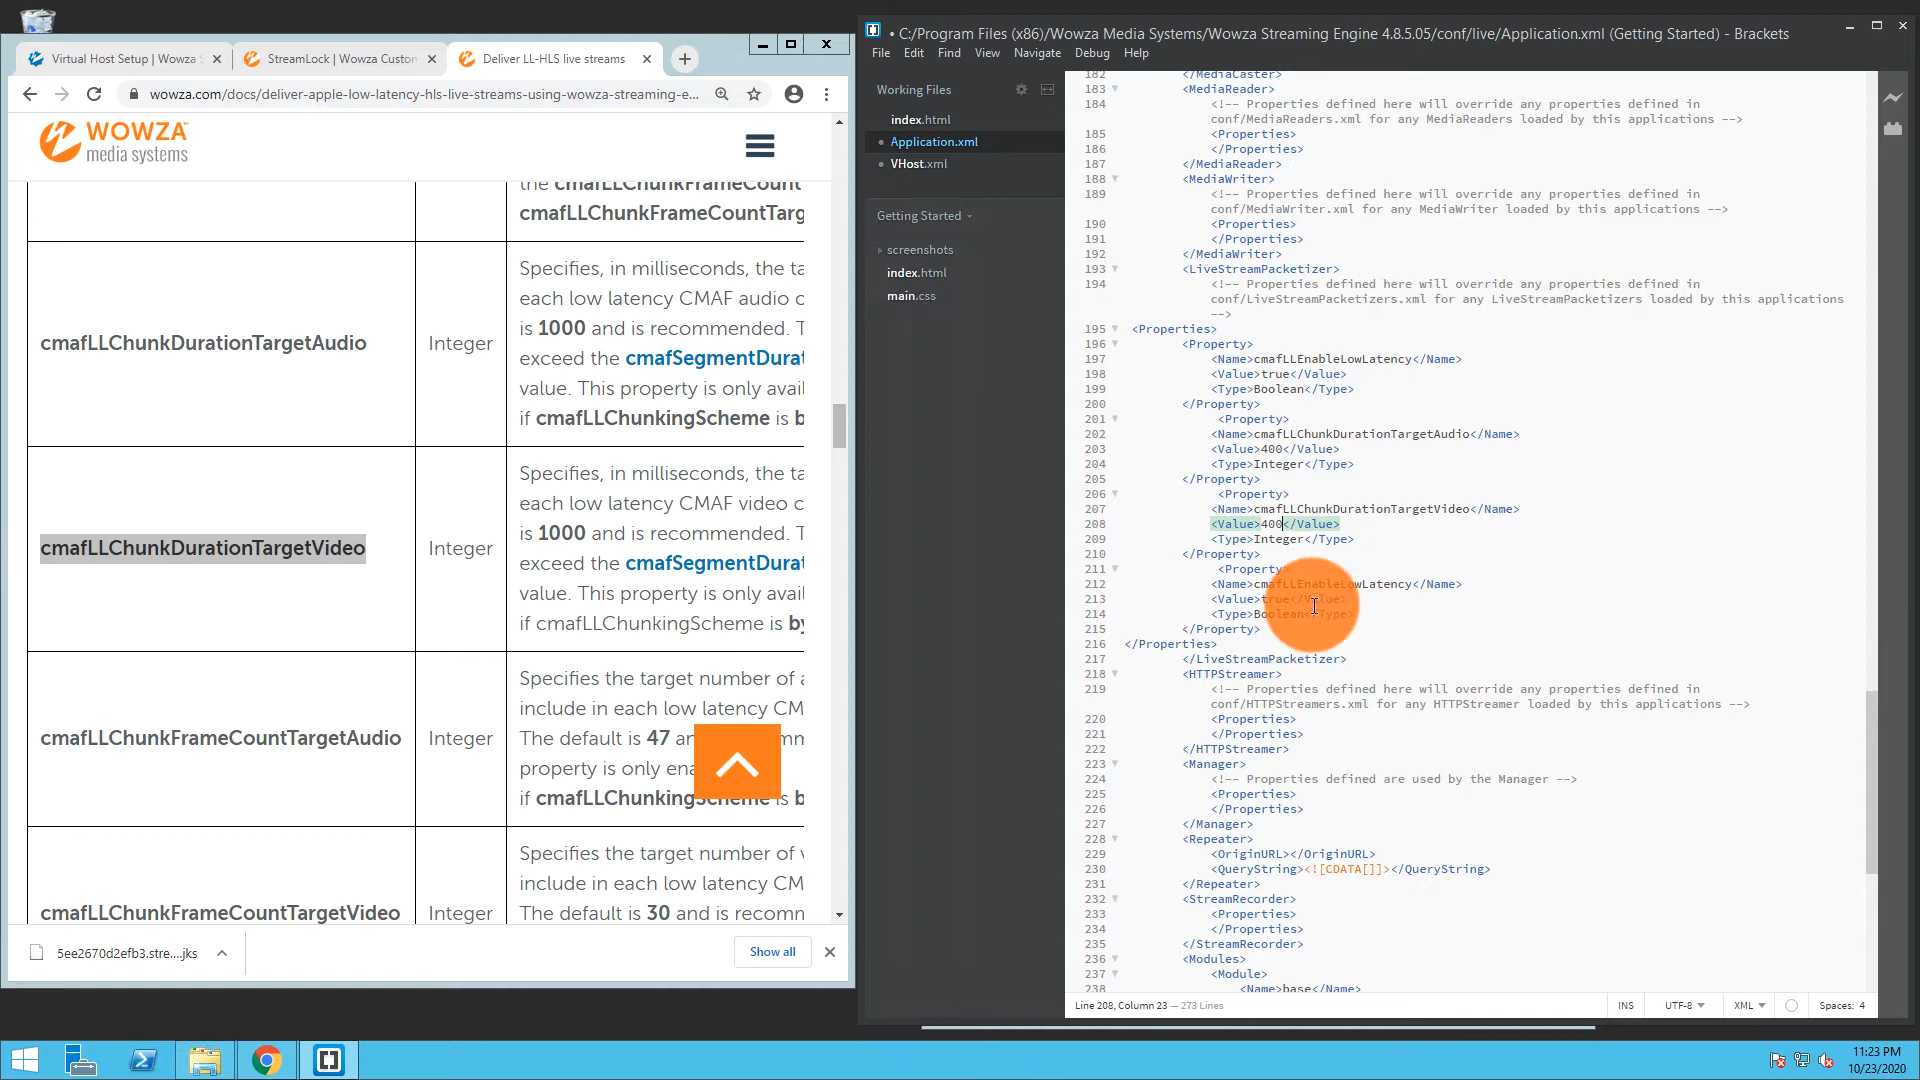 Virtual Host Setup | Wowza S
StreamLock | Wowza Custom
Deliver LL-HLS live streams
wowza.com/docs/deliver-apple-low-latency-hls-live-streams-using-wowza-streaming-e...
WOWZA™
media systems
the cmafLLChunkFrameCount
cmafLLChunkFrameCountTarg
cmafLLChunkDurationTargetAudio
Integer
Specifies, in milliseconds, the ta
each low latency CMAF audio c
is 1000 and is recommended. T
exceed the cmafSegmentDurat
value. This property is only avail
if cmafLLChunkingScheme is b
cmafLLChunkDurationTargetVideo
Integer
Specifies, in milliseconds, the ta
each low latency CMAF video c
is 1000 and is recommended. T
exceed the cmafSegmentDurat
value. This property is only avail
if cmafLLChunkingScheme is by
cmafLLChunkFrameCountTargetAudio
Integer
Specifies the target number of a
include in each low latency CM
The default is 47 an mm
property is only ena
if cmafLLChunkingScheme is b
cmafLLChunkFrameCountTargetVideo
Integer
Specifies the target number of v
include in each low latency CM
The default is 30 and is recomm
5ee2670d2efb3.stre....jks
Show all
• C:/Program Files (x86)/Wowza Media Systems/Wowza Streaming Engine 4.8.5.05/conf/live/Application.xml (Getting Started) - Brackets
File Edit Find View Navigate Debug Help
Working Files
index.html
Application.xml
VHost.xml
Getting Started
screenshots
index.html
main.css
182 </MediaCaster>
183 <MediaReader>
184 <!-- Properties defined here will override any properties defined in
conf/MediaReaders.xml for any MediaReaders loaded by this applications -->
185 <Properties>
186 </Properties>
187 </MediaReader>
188 <MediaWriter>
189 <!-- Properties defined here will override any properties defined in
conf/MediaWriter.xml for any MediaWriter loaded by this applications -->
190 <Properties>
191 </Properties>
192 </MediaWriter>
193 <LiveStreamPacketizer>
194 <!-- Properties defined here will override any properties defined in
conf/LiveStreamPacketizers.xml for any LiveStreamPacketizers loaded by this applications
-->
195 <Properties>
196 <Property>
197 <Name>cmafLLEnableLowLatency</Name>
198 <Value>true</Value>
199 <Type>Boolean</Type>
200 </Property>
201 <Property>
202 <Name>cmafLLChunkDurationTargetAudio</Name>
203 <Value>400</Value>
204 <Type>Integer</Type>
205 </Property>
206 <Property>
207 <Name>cmafLLChunkDurationTargetVideo</Name>
208 <Value>400</Value>
209 <Type>Integer</Type>
210 </Property>
211 <Property>
212 <Name>cmafLLEnableLowLatency</Name>
213 <Value>true</Value>
214 <Type>Boolean</Type>
215 </Property>
216 </Properties>
217 </LiveStreamPacketizer>
218 <HTTPStreamer>
219 <!-- Properties defined here will override any properties defined in
conf/HTTPStreamers.xml for any HTTPStreamer loaded by this applications -->
220 <Properties>
221 </Properties>
222 </HTTPStreamer>
223 <Manager>
224 <!-- Properties defined are used by the Manager -->
225 <Properties>
226 </Properties>
227 </Manager>
228 <Repeater>
229 <OriginURL></OriginURL>
230 <QueryString><![CDATA[]]></QueryString>
231 </Repeater>
232 <StreamRecorder>
233 <Properties>
234 </Properties>
235 </StreamRecorder>
236 <Modules>
237 <Module>
238 <Name>base</Name>
Line 208, Column 23 — 273 Lines
INS UTF-8 XML Spaces: 4
11:23 PM
10/23/2020